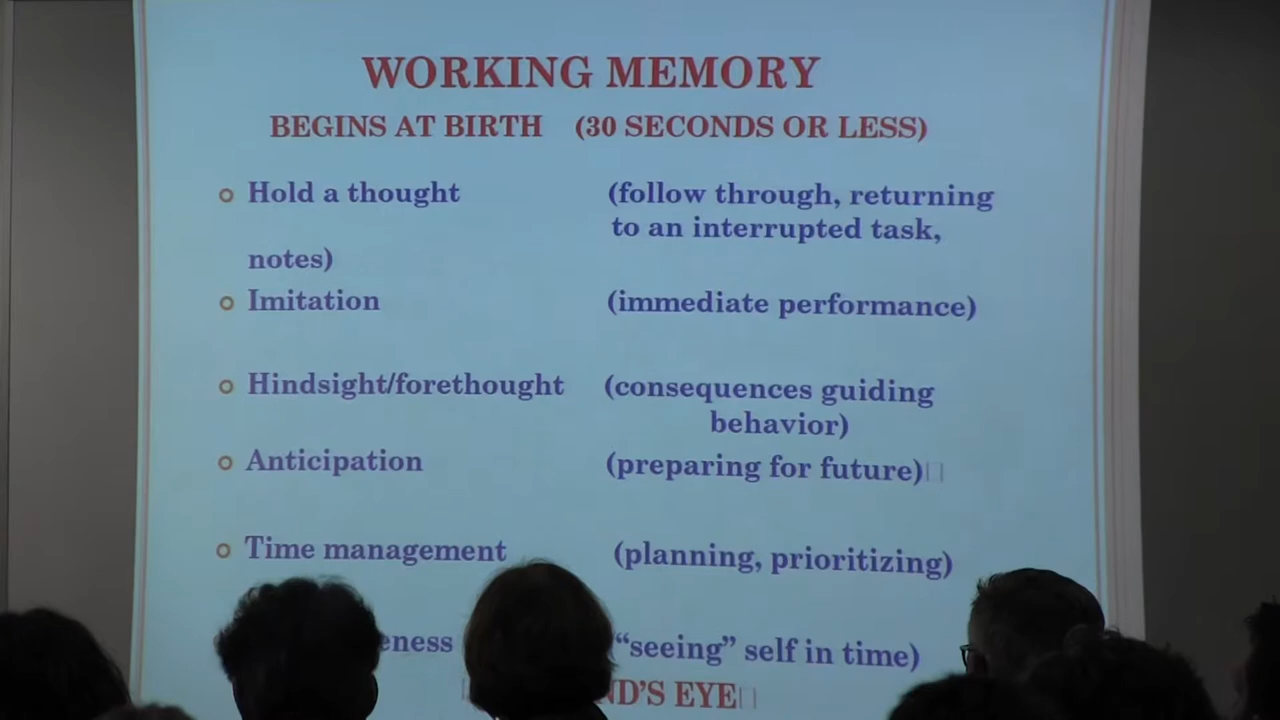 WORKING MEMORY
BEGINS AT BIRTH (30 SECONDS OR LESS)
Hold a thought (follow through, returning
to an interrupted task,
notes)
Imitation (immediate performance)
Hindsight/forethought (consequences guiding
behavior)
Anticipation (preparing for future)
Time management (planning, prioritizing)
“seeing” self in time)
EYE